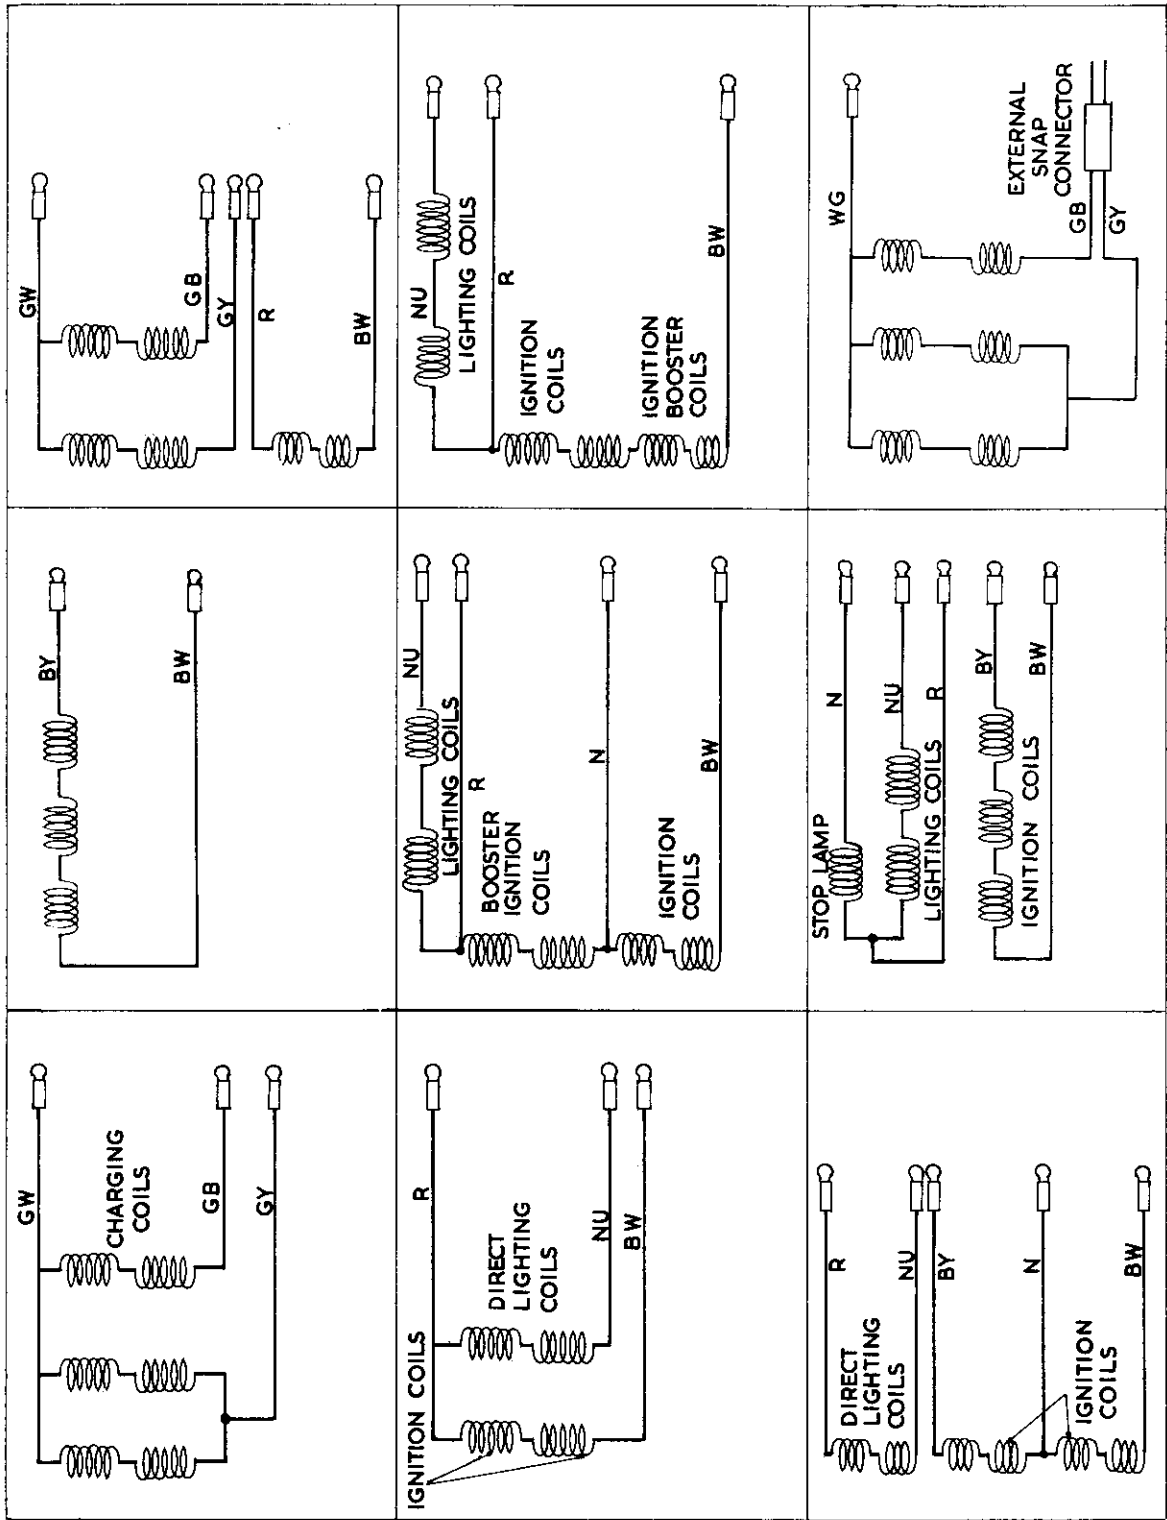 GW
CHARGING
COILS
GB
GY
BY
BW
GW
GB
GY
R
BW
IGNITION COILS
R
DIRECT
LIGHTING
COILS
NU
BW
NU
LIGHTING COILS
R
BOOSTER
IGNITION
COILS
N
IGNITION
COILS
BW
NU
LIGHTING COILS
R
IGNITION
COILS
IGNITION
BOOSTER
COILS
BW
R
DIRECT
LIGHTING
COILS
NU
BY
N
IGNITION
COILS
BW
STOP LAMP
N
NU
LIGHTING COILS
R
BY
IGNITION COILS
BW
WG
EXTERNAL
SNAP
CONNECTOR
GB
GY